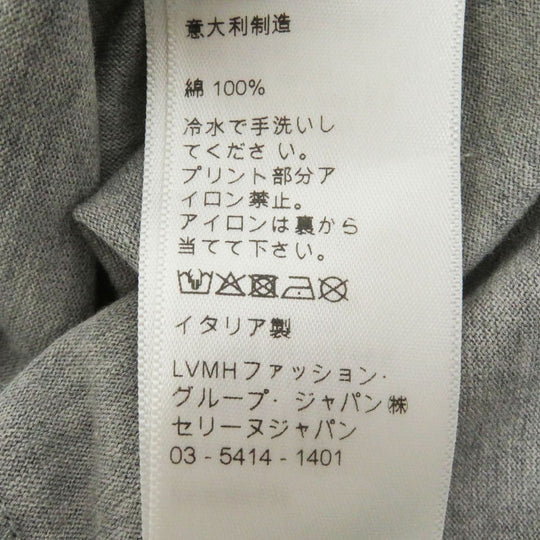 意大利制造
綿 100%
冷水で手洗いし
てください。
プリント部分ア
イロン禁止。
アイロンは裏から
当てて下さい。
イタリア製
LVMHファッション・
グループ・ジャパン㈱
セリーヌジャパン
03 - 5414 - 1401